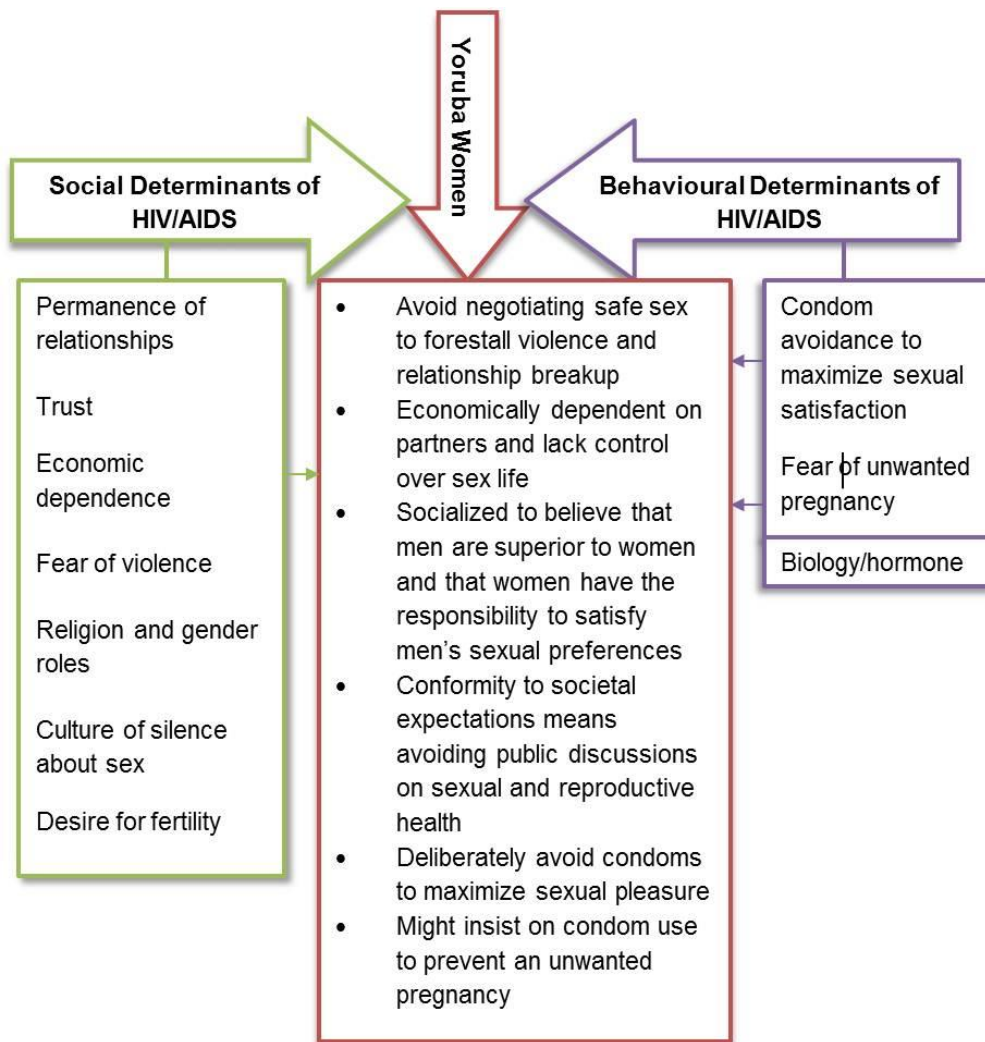 Yoruba Women
Social Determinants of
HIV/AIDS
Behavioural Determinants of
HIV/AIDS
Permanence of
relationships
Trust
Economic
dependence
Fear of violence
Religion and gender
roles
Culture of silence
about sex
Desire for fertility
• Avoid negotiating safe sex
to forestall violence and
relationship breakup
• Economically dependent on
partners and lack control
over sex life
• Socialized to believe that
men are superior to women
and that women have the
responsibility to satisfy
men’s sexual preferences
• Conformity to societal
expectations means
avoiding public discussions
on sexual and reproductive
health
• Deliberately avoid condoms
to maximize sexual pleasure
• Might insist on condom use
to prevent an unwanted
pregnancy
Condom
avoidance to
maximize sexual
satisfaction
Fear of unwanted
pregnancy
Biology/hormone